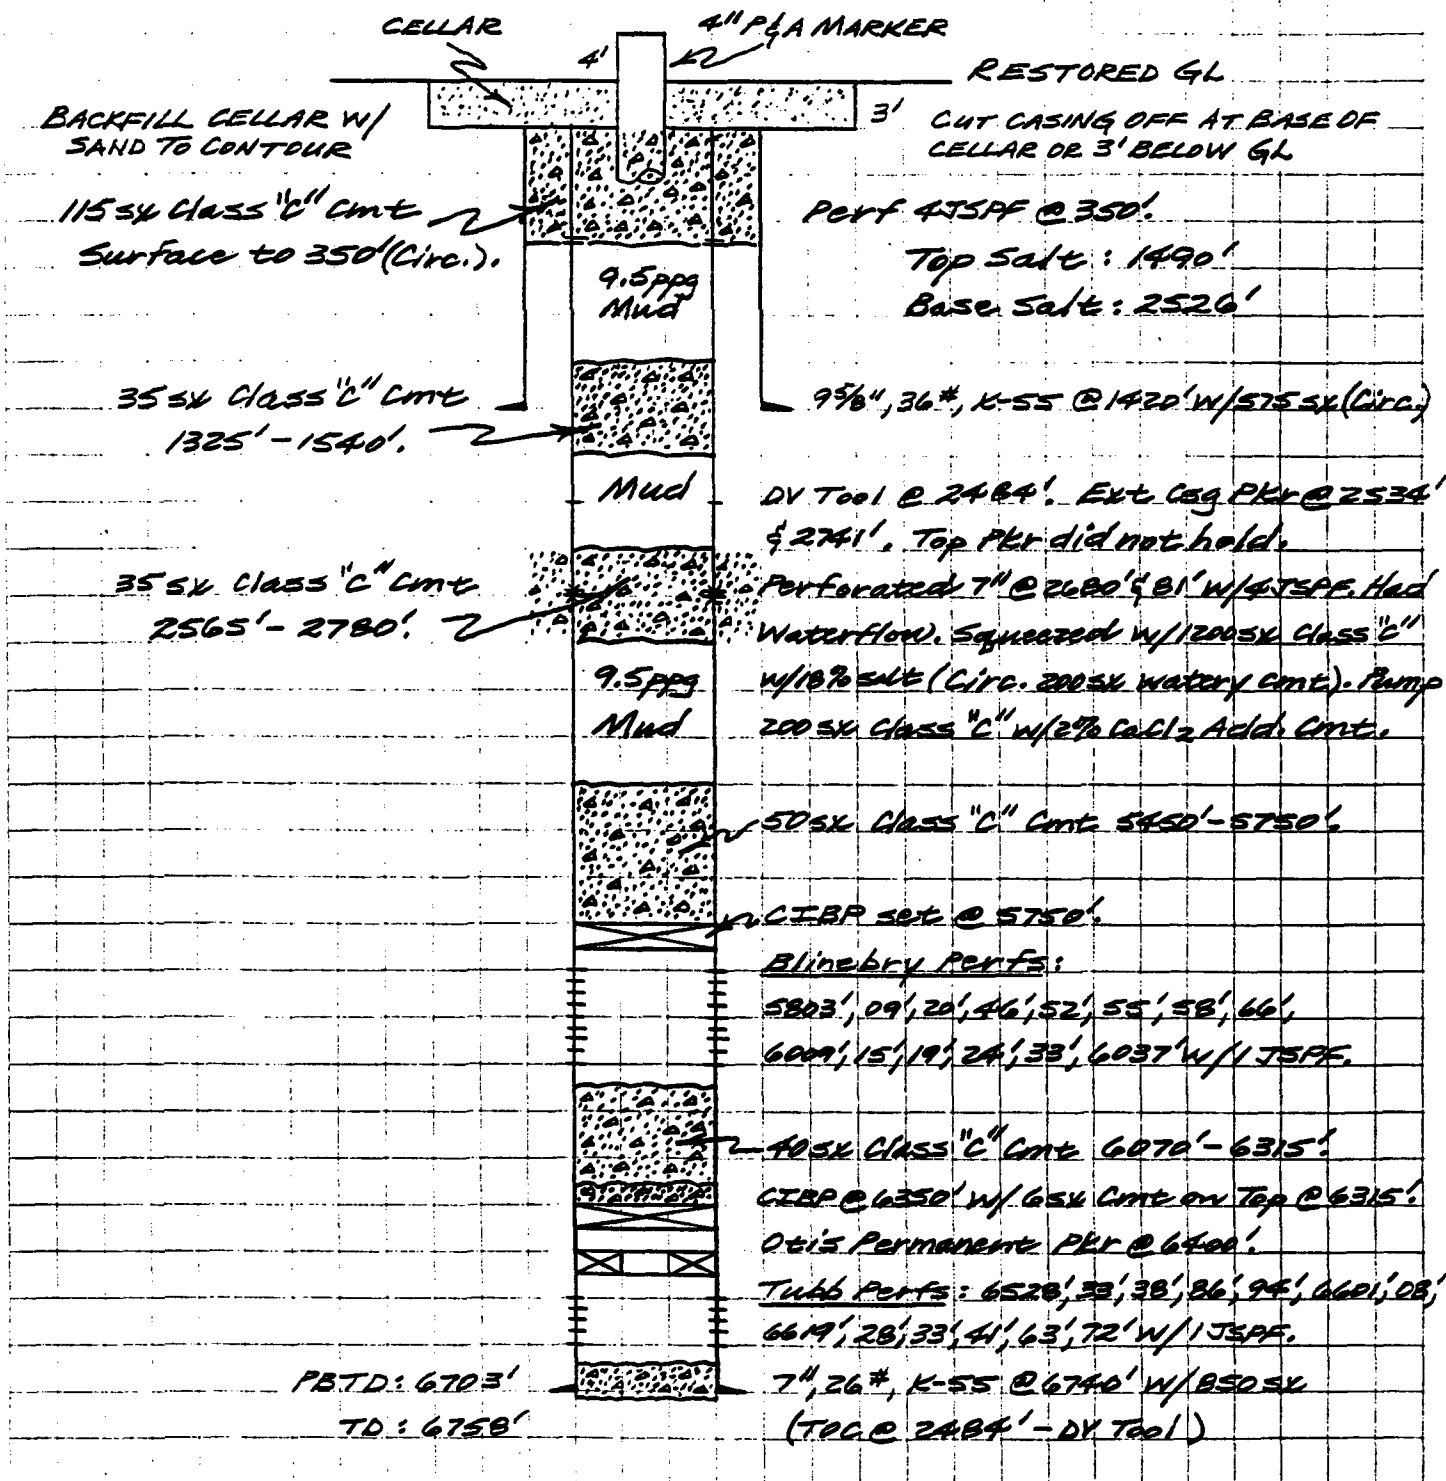 CELLAR
4" P&A MARKER
4'
RESTORED GL
BACKFILL CELLAR W/
SAND TO CONTOUR
3'
CUT CASING OFF AT BASE OF
CELLAR OR 3' BELOW GL
115 sx Class "C" Cmt
Surface to 350' (Circ.).
Perf 4JSPF @ 350'.
Top Salt: 1490'
Base Salt: 2526'
9.5 ppg
Mud
35 sx Class "C" Cmt
1325' - 1540'.
9 5/8", 36#, K-55 @ 1420' w/575 sx (Circ.)
Mud
DV Tool @ 2484'. Ext Csg Pkr @ 2534'
& 2741'. Top Pkr did not hold.
35 sx Class "C" Cmt
2565' - 2780'.
Perforated 7" @ 2680' & 81' w/4 JSPF. Had
Waterflow. Squeezed w/1200 sx Class "C"
w/18% salt (Circ. 200 sx watery cmt). Pump
200 sx Class "C" w/2% CaCl2 Add. Cmt.
9.5 ppg
Mud
50 sx Class "C" Cmt 5450' - 5750'.
CIBP set @ 5750'.
Blinebry Perfs:
5803', 09', 20', 46', 52', 55', 58', 66',
6009', 15', 19', 24', 33', 6037' w/1 JSPF.
40 sx Class "C" Cmt 6070' - 6315'.
CIBP @ 6350' w/ 6 sx Cmt on Top @ 6315'.
Otis Permanent Pkr @ 6400'.
Tubb Perfs: 6528', 33', 38', 86', 94', 6601', 08',
6619', 28', 33', 41', 63', 72' w/1 JSPF.
PBTD: 6703'
TD: 6758'
7", 26#, K-55 @ 6740' w/850 sx
(TOC @ 2484' - DV Tool)